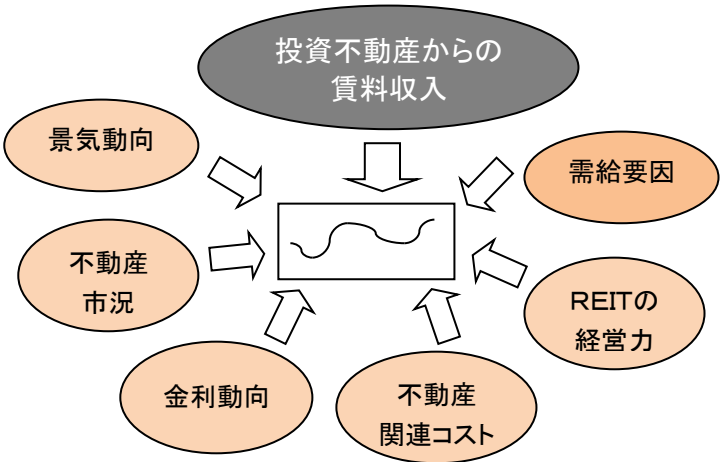 投資不動産からの
賃料収入
景気動向
需給要因
不動産
市況
REITの
経営力
金利動向
不動産
関連コスト